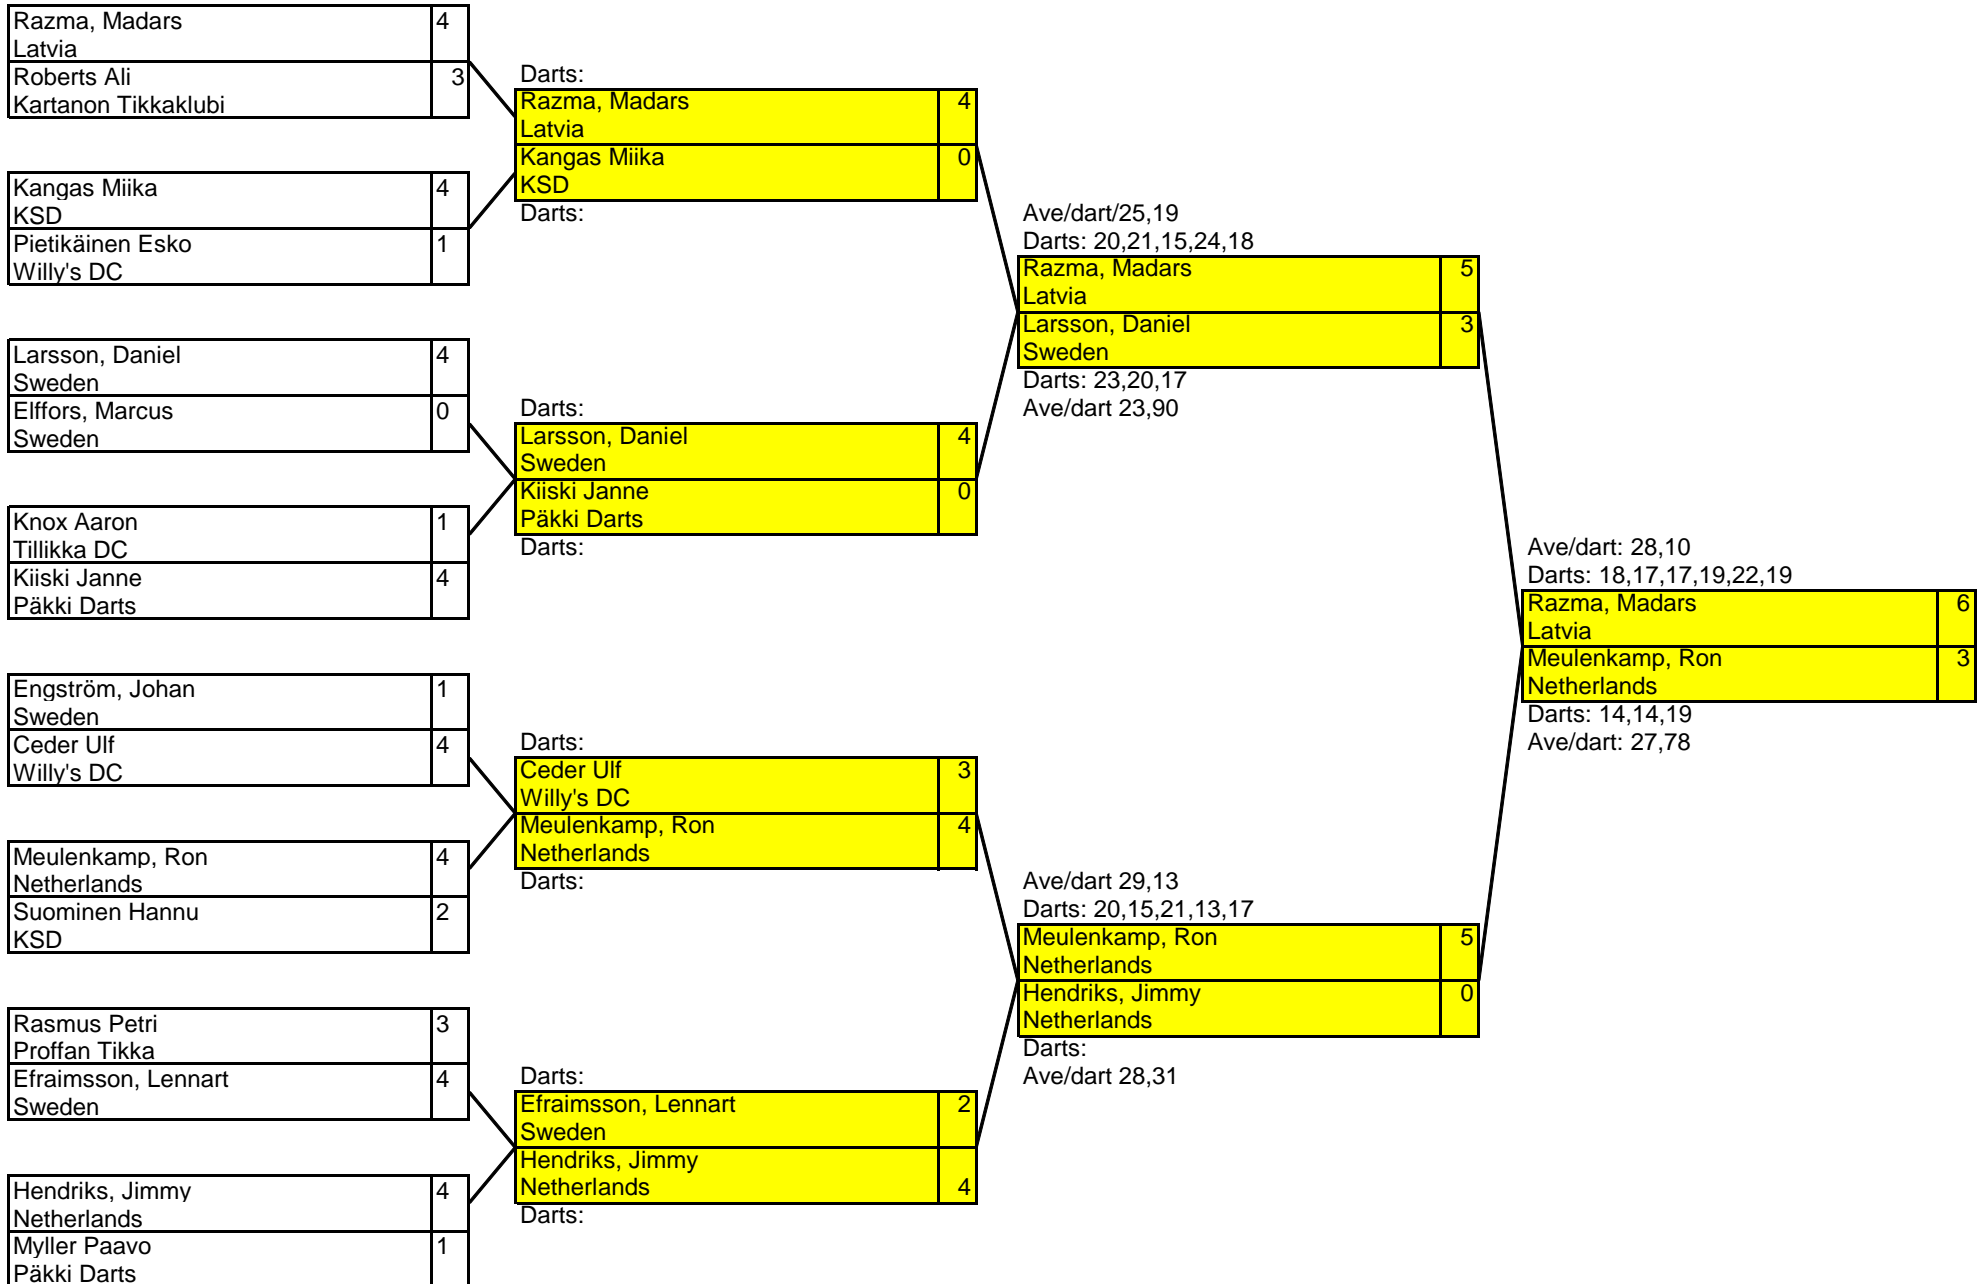 Razma, Madars 4
Latvia
Roberts Ali 3
Kartanon Tikkaklubi
Kangas Miika 4
KSD
Pietikäinen Esko 1
Willy's DC
Larsson, Daniel 4
Sweden
Elffors, Marcus 0
Sweden
Knox Aaron 1
Tillikka DC
Kiiski Janne 4
Päkki Darts
Engström, Johan 1
Sweden
Ceder Ulf 4
Willy's DC
Meulenkamp, Ron 4
Netherlands
Suominen Hannu 2
KSD
Rasmus Petri 3
Proffan Tikka
Efraimsson, Lennart 4
Sweden
Hendriks, Jimmy 4
Netherlands
Myller Paavo 1
Päkki Darts
Darts:
Razma, Madars 4
Latvia
Kangas Miika 0
KSD
Darts:
Darts:
Larsson, Daniel 4
Sweden
Kiiski Janne 0
Päkki Darts
Darts:
Darts:
Ceder Ulf 3
Willy's DC
Meulenkamp, Ron 4
Netherlands
Darts:
Darts:
Efraimsson, Lennart 2
Sweden
Hendriks, Jimmy
Netherlands 4
Darts:
Ave/dart/25,19
Darts: 20,21,15,24,18
Razma, Madars 5
Latvia
Larsson, Daniel 3
Sweden
Darts: 23,20,17
Ave/dart 23,90
Ave/dart 29,13
Darts: 20,15,21,13,17
Meulenkamp, Ron 5
Netherlands
Hendriks, Jimmy 0
Netherlands
Darts:
Ave/dart 28,31
Ave/dart: 28,10
Darts: 18,17,17,19,22,19
Razma, Madars 6
Latvia
Meulenkamp, Ron 3
Netherlands
Darts: 14,14,19
Ave/dart: 27,78